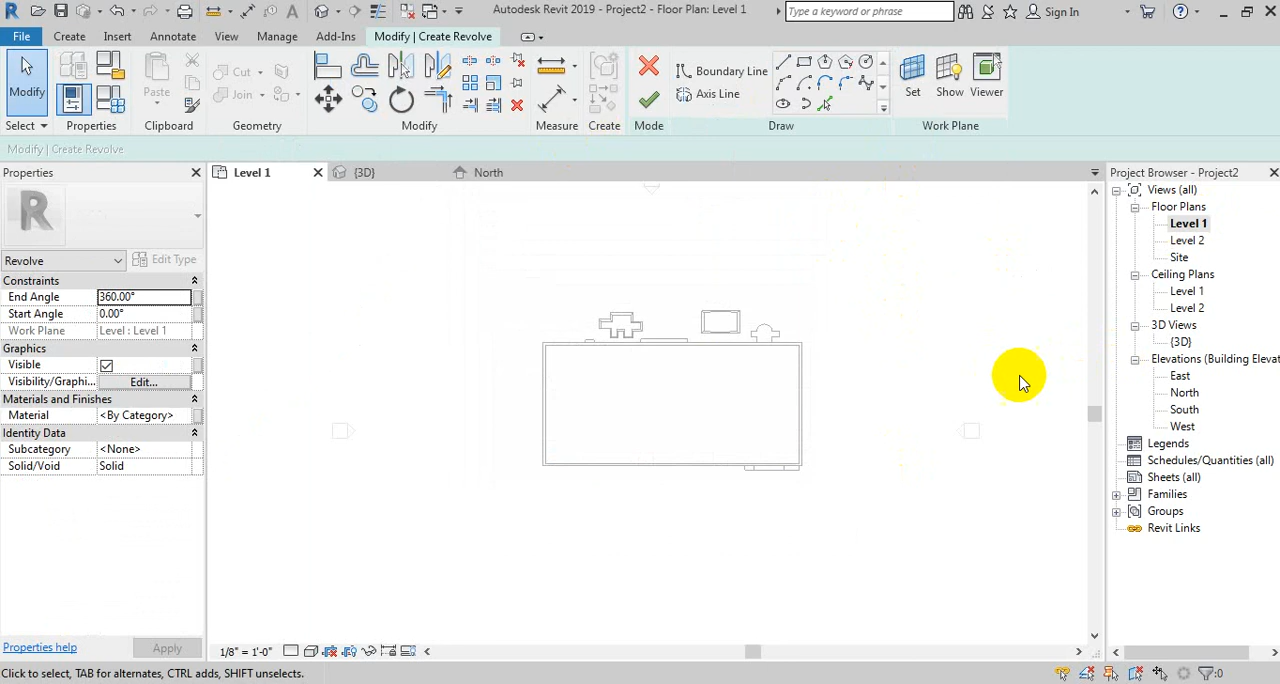 Autodesk Revit 2019 - Project2 - Floor Plan: Level 1
Type a keyword or phrase
Sign In
File Create Insert Annotate View Manage Add-Ins Modify | Create Revolve
Modify
Paste
Cut
Join
Boundary Line
Axis Line
Set Show Viewer
Select Properties Clipboard Geometry Modify Measure Create Mode Draw Work Plane
Modify | Create Revolve
Properties
Revolve
Edit Type
Constraints
End Angle 360.00°
Start Angle 0.00°
Work Plane Level : Level 1
Graphics
Visible
Visibility/Graphi... Edit...
Materials and Finishes
Material <By Category>
Identity Data
Subcategory <None>
Solid/Void Solid
Properties help
Apply
Level 1
{3D}
North
1/8" = 1'-0"
Project Browser - Project2
Views (all)
Floor Plans
Level 1
Level 2
Site
Ceiling Plans
Level 1
Level 2
3D Views
{3D}
Elevations (Building Elevat
East
North
South
West
Legends
Schedules/Quantities (all)
Sheets (all)
Families
Groups
Revit Links
Click to select, TAB for alternates, CTRL adds, SHIFT unselects.
:0